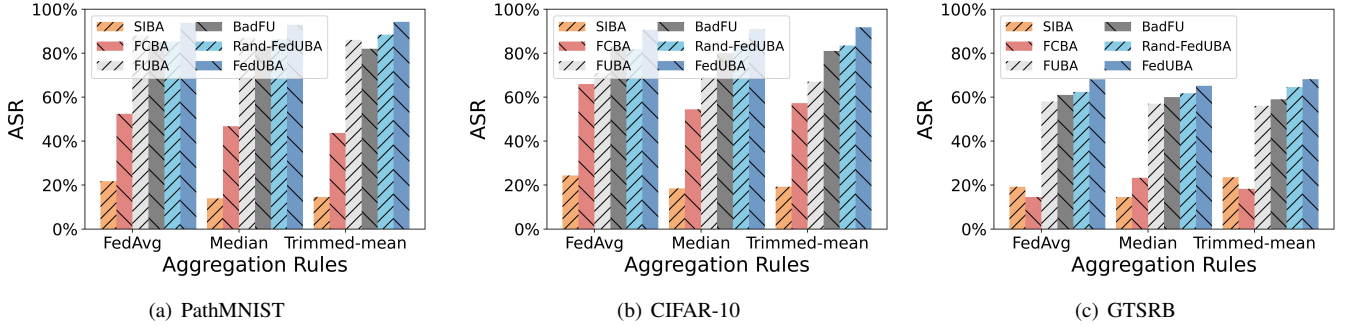 100%
80%
60%
40%
20%
0%
ASR
SIBA
FCBA
FUBA
BadFU
Rand-FedUBA
FedUBA
FedAvg
Median
Trimmed-mean
Aggregation Rules
(a) PathMNIST
100%
80%
60%
40%
20%
0%
ASR
SIBA
FCBA
FUBA
BadFU
Rand-FedUBA
FedUBA
FedAvg
Median
Trimmed-mean
Aggregation Rules
(b) CIFAR-10
100%
80%
60%
40%
20%
0%
ASR
SIBA
FCBA
FUBA
BadFU
Rand-FedUBA
FedUBA
FedAvg
Median
Trimmed-mean
Aggregation Rules
(c) GTSRB